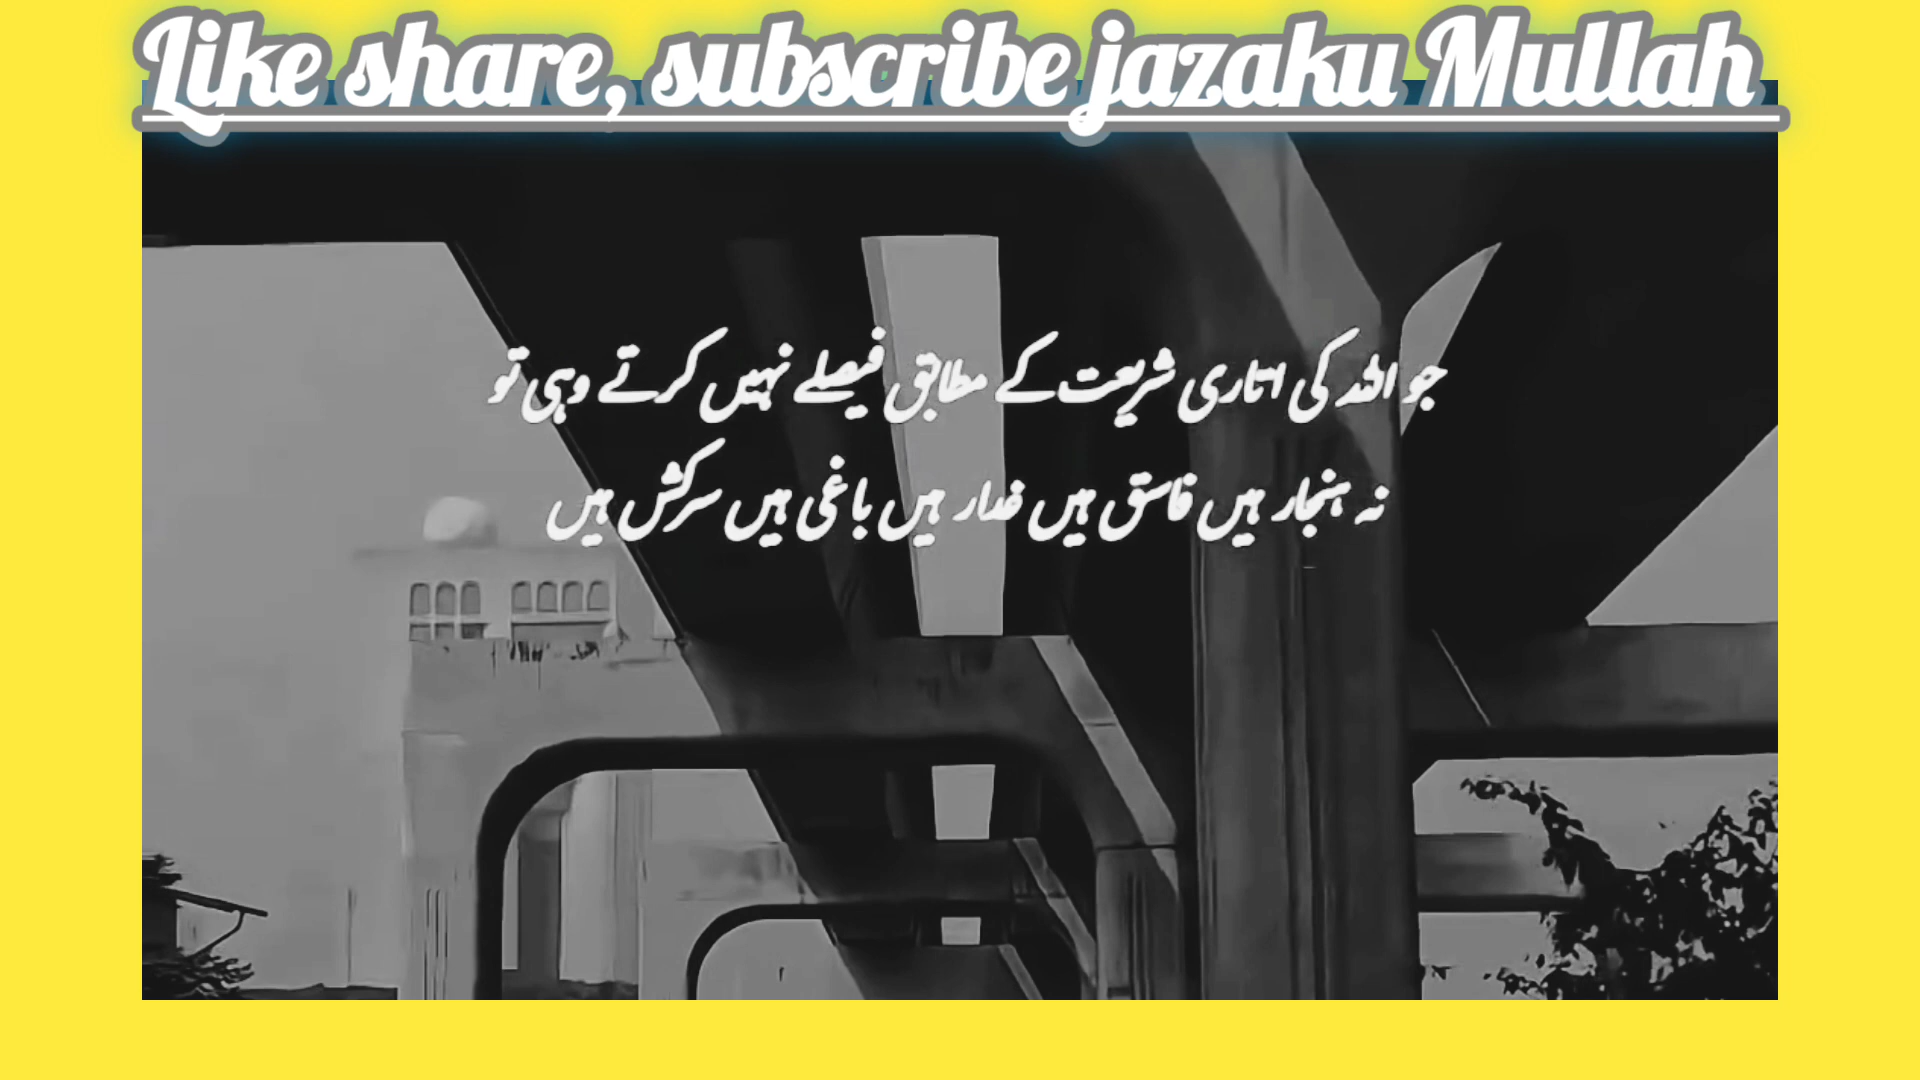 Like share, subscribe jazaku Mullah
جو اللہ کی اتاری شریعت کے مطابق فیصلے نہیں کرتے وہی تو
نہ ہنجار ہیں فاسق ہیں غدار ہیں باغی ہیں سرکش ہیں